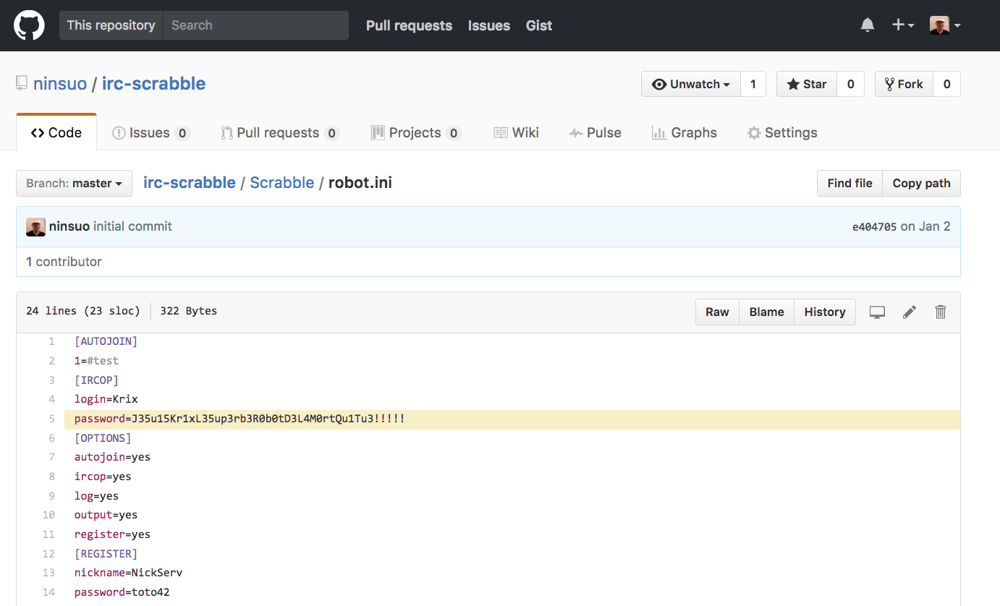 This repository Search Pull requests Issues Gist
ninsuo / irc-scrabble Unwatch 1 Star 0 Fork 0
Code Issues 0 Pull requests 0 Projects 0 Wiki Pulse Graphs Settings
Branch: master irc-scrabble / Scrabble / robot.ini Find file Copy path
ninsuo initial commit e404705 on Jan 2
1 contributor
24 lines (23 sloc) 322 Bytes Raw Blame History
1 [AUTOJOIN]
2 1=#test
3 [IRCOP]
4 login=Krix
5 password=J35u15Kr1xL35up3rb3R0b0tD3L4M0rtQu1Tu3!!!!!
6 [OPTIONS]
7 autojoin=yes
8 ircop=yes
9 log=yes
10 output=yes
11 register=yes
12 [REGISTER]
13 nickname=NickServ
14 password=toto42